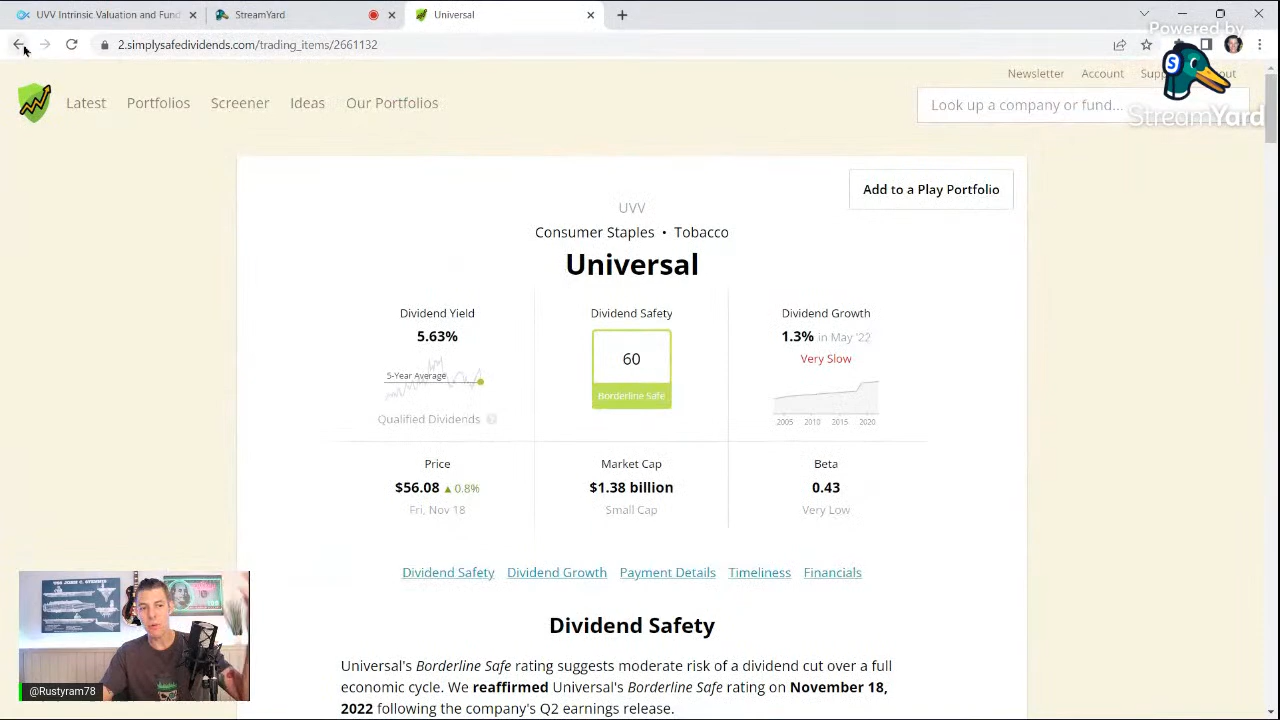 UVV Intrinsic Valuation and Fund
StreamYard
Universal
2.simplysafedividends.com/trading_items/2661132
Powered by
StreamYard
Newsletter
Account
Latest
Portfolios
Screener
Ideas
Our Portfolios
Look up a company or fund...
Add to a Play Portfolio
UVV
Consumer Staples • Tobacco
Universal
Dividend Yield
5.63%
5-Year Average
Qualified Dividends ?
Dividend Safety
60
Borderline Safe
Dividend Growth
1.3% in May '22
Very Slow
2005 2010 2015 2020
Price
$56.08 ▲ 0.8%
Fri, Nov 18
Market Cap
$1.38 billion
Small Cap
Beta
0.43
Very Low
Dividend Safety
Dividend Growth
Payment Details
Timeliness
Financials
Dividend Safety
Universal's Borderline Safe rating suggests moderate risk of a dividend cut over a full
economic cycle. We reaffirmed Universal's Borderline Safe rating on November 18,
2022 following the company's Q2 earnings release.
@Rustyram78